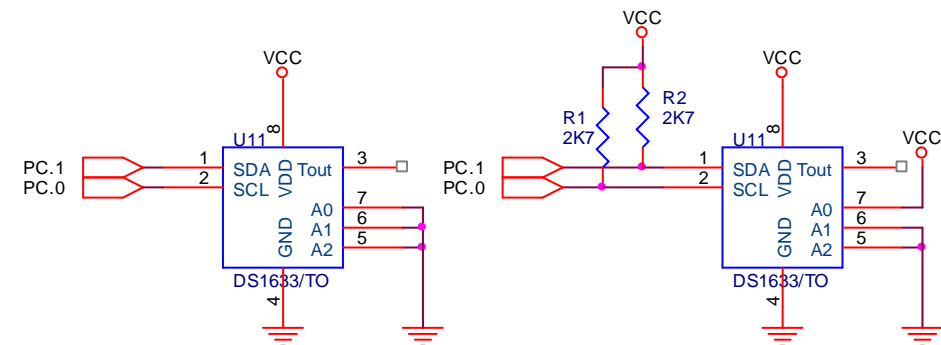 VCC
U11
8
PC.1
PC.0
1
2
SDA
SCL
VDD
GND
Tout
A0
A1
A2
3
7
6
5
DS1633/TO
4
VCC
R1
2K7
R2
2K7
VCC
U11
8
PC.1
PC.0
1
2
SDA
SCL
VDD
GND
Tout
A0
A1
A2
3
7
6
5
VCC
DS1633/TO
4
VCC